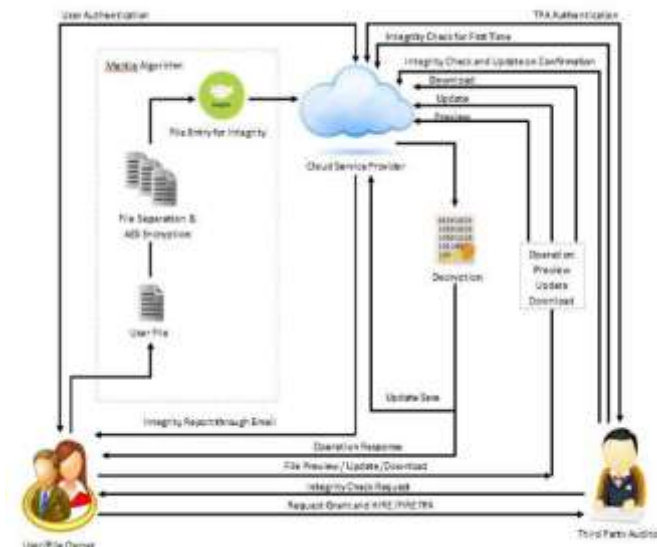 User Authentication
TPA Authentication
Integrity Check for First Time
Integrity Check and Update on Confirmation
Merkle Algorithm
Download
Update
Preview
File Entry for Integrity
Cloud Service Provider
File Separation &
AES Encryption
Decryption
Operation
Preview
Update
Download
User File
Update Save
Integrity Report through Email
Operation Response
File Preview / Update / Download
Integrity Check Request
Request Grant and HIRE/FIRE TPA
User/File Owner
Third Party Auditor